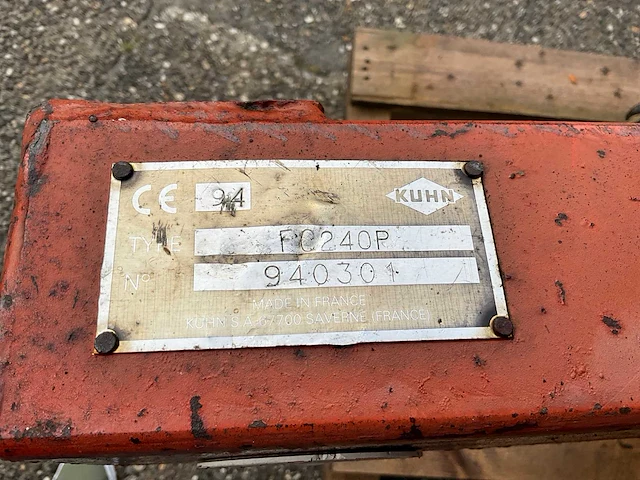 CE 94 KUHN
TYPE FC240P
N° 940301
MADE IN FRANCE
KUHN S.A. 67700 SAVERNE (FRANCE)